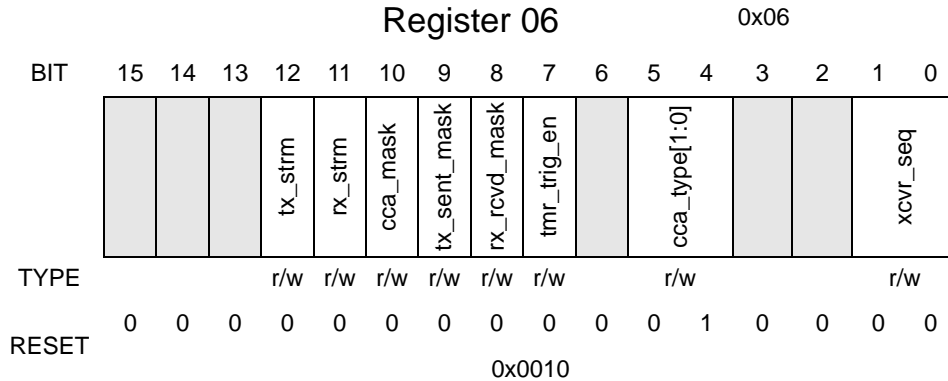 Register 06 0x06
BIT 15 14 13 12 11 10 9 8 7 6 5 4 3 2 1 0
tx_strm rx_strm cca_mask tx_sent_mask rx_rcvd_mask tmr_trig_en cca_type[1:0] xcvr_seq
TYPE r/w r/w r/w r/w r/w r/w r/w r/w
RESET 0 0 0 0 0 0 0 0 0 0 0 1 0 0 0 0
0x0010